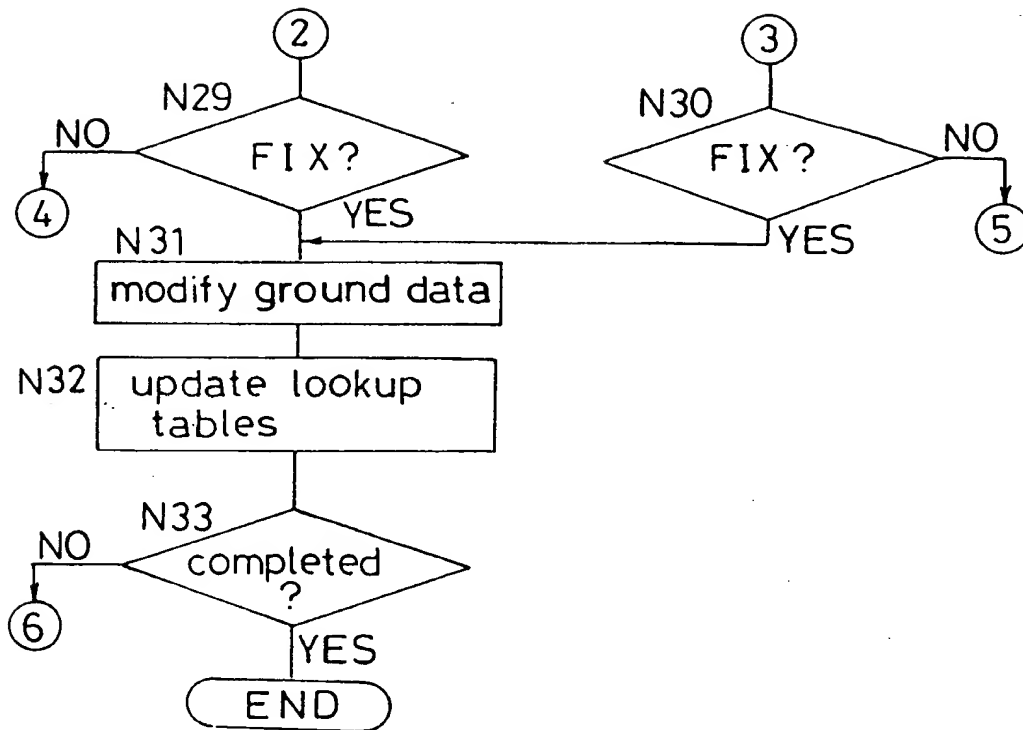 2
3
N29
N30
NO
FIX?
FIX?
NO
4
YES
YES
5
N31
modify ground data
N32
update lookup
tables
N33
NO
completed
?
6
YES
END